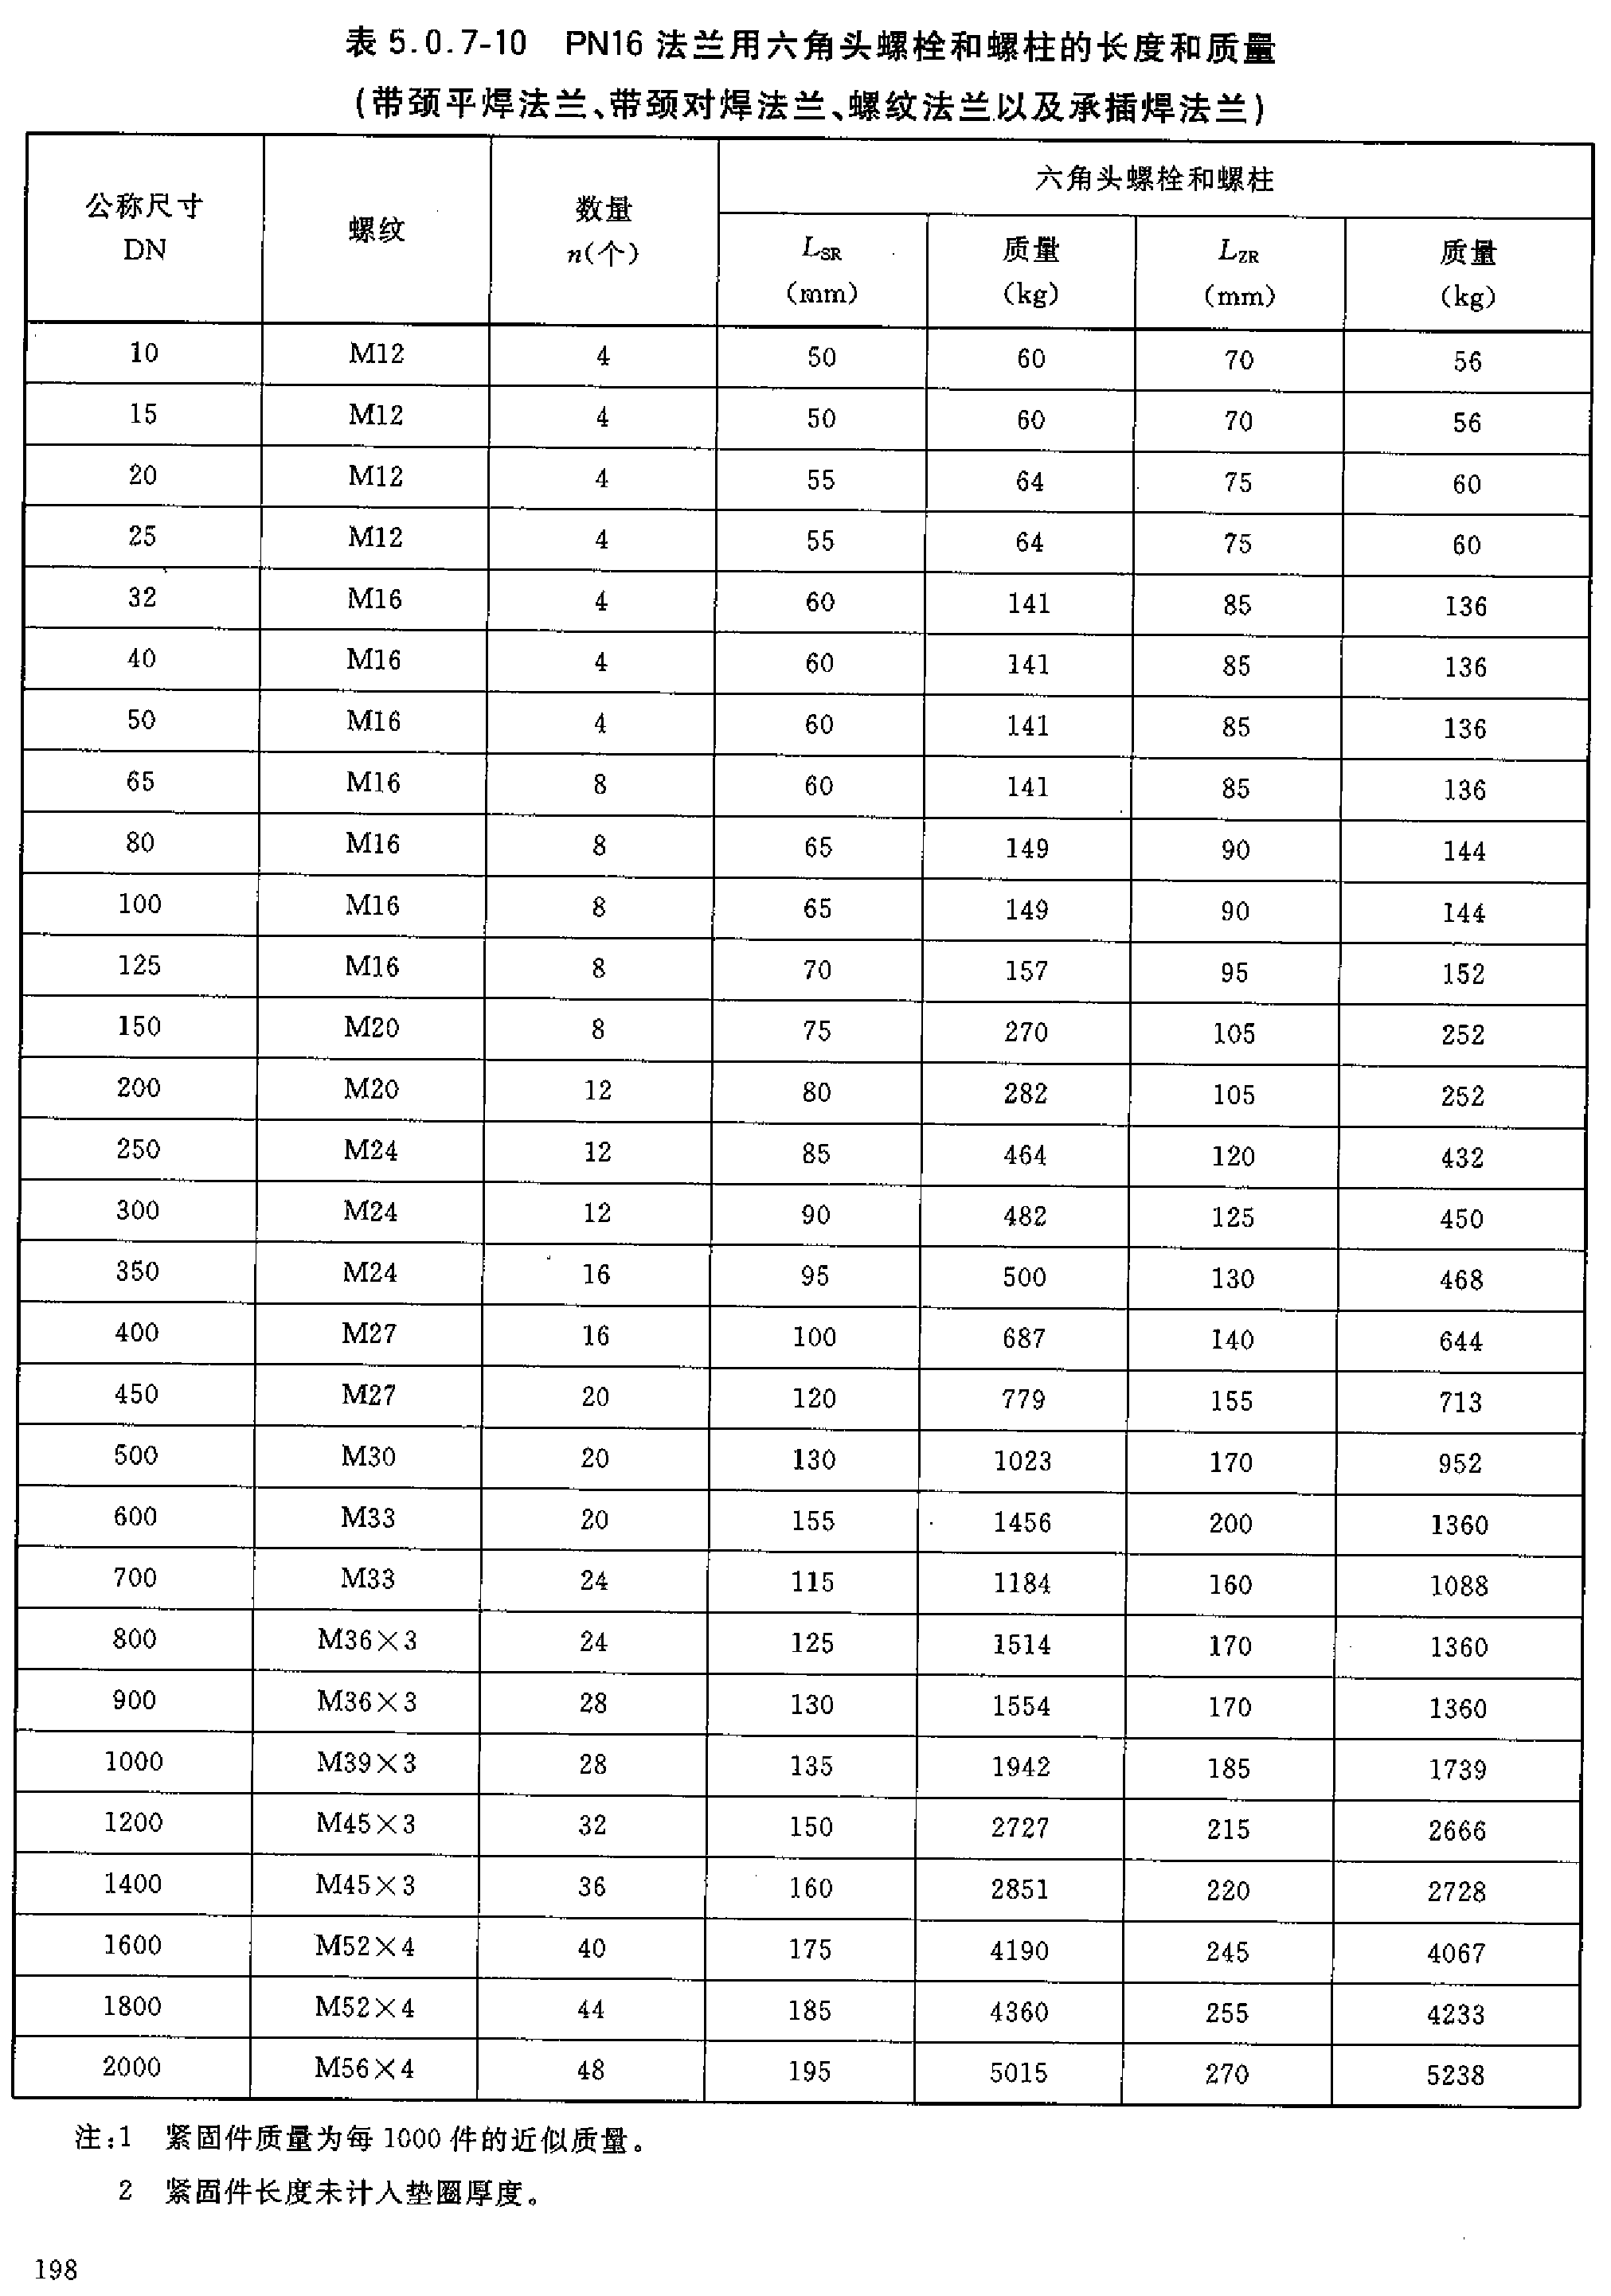 表 5.0.7-10 PN16 法兰用六角头螺栓和螺柱的长度和质量
(带颈平焊法兰、带颈对焊法兰、螺纹法兰以及承插焊法兰)
公称尺寸 DN 螺纹 数量 n(个) 六角头螺栓和螺柱
LSR (mm) 质量 (kg) LZR (mm) 质量 (kg)
10 M12 4 50 60 70 56
15 M12 4 50 60 70 56
20 M12 4 55 64 75 60
25 M12 4 55 64 75 60
32 M16 4 60 141 85 136
40 M16 4 60 141 85 136
50 M16 4 60 141 85 136
65 M16 8 60 141 85 136
80 M16 8 65 149 90 144
100 M16 8 65 149 90 144
125 M16 8 70 157 95 152
150 M20 8 75 270 105 252
200 M20 12 80 282 105 252
250 M24 12 85 464 120 432
300 M24 12 90 482 125 450
350 M24 16 95 500 130 468
400 M27 16 100 687 140 644
450 M27 20 120 779 155 713
500 M30 20 130 1023 170 952
600 M33 20 155 1456 200 1360
700 M33 24 115 1184 160 1088
800 M36×3 24 125 1514 170 1360
900 M36×3 28 130 1554 170 1360
1000 M39×3 28 135 1942 185 1739
1200 M45×3 32 150 2727 215 2666
1400 M45×3 36 160 2851 220 2728
1600 M52×4 40 175 4190 245 4067
1800 M52×4 44 185 4360 255 4233
2000 M56×4 48 195 5015 270 5238
注:1 紧固件质量为每 1000 件的近似质量。
2 紧固件长度未计入垫圈厚度。
198